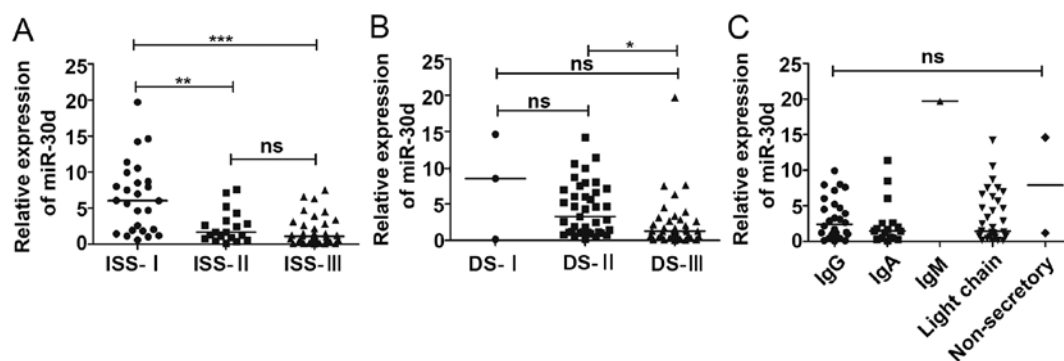 A
Relative expression
of miR-30d
25
20
15
10
5
0
***
**
ns
ISS-I
ISS-II
ISS-III
B
Relative expression
of miR-30d
25
20
15
10
5
0
*
ns
ns
DS-I
DS-II
DS-III
C
Relative expression
of miR-30d
25
20
15
10
5
0
ns
IgG
IgA
IgM
Light chain
Non-secretory